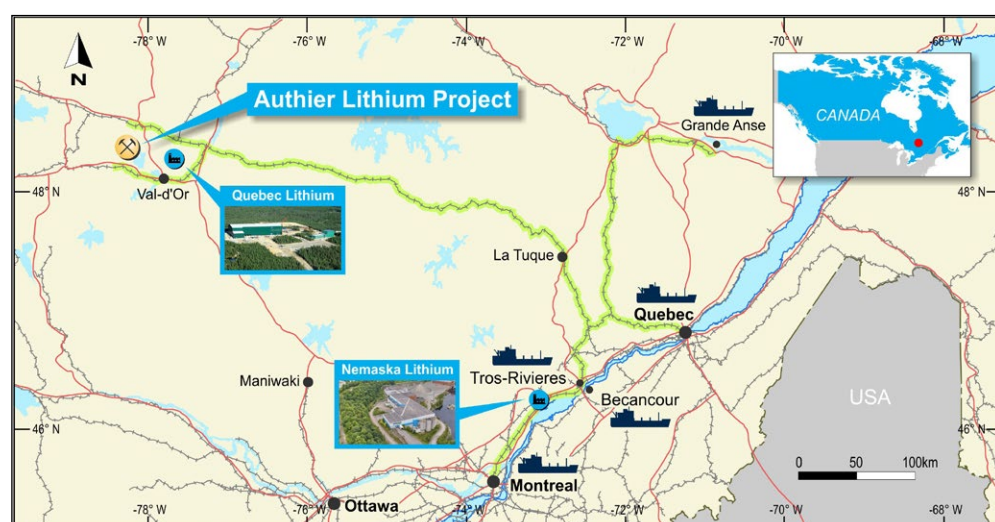 -78° W
-76° W
-74° W
-72° W
-70° W
-68° W
N
Authier Lithium Project
CANADA
Grande Anse
48° N
48° N
Val-d'Or
Quebec Lithium
La Tuque
Quebec
Nemaska Lithium
Tros-Rivieres
Maniwaki
Becancour
USA
46° N
46° N
0 50 100km
Montreal
Ottawa
-78° W
-76° W
-74° W
-72° W
-70° W
-68° W